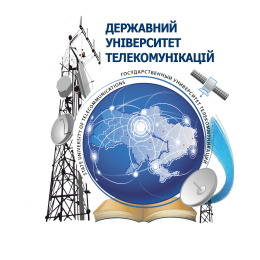 ДЕРЖАВНИЙ
УНІВЕРСИТЕТ
ТЕЛЕКОМУНІКАЦІЙ
STATE UNIVERSITY OF TELECOMMUNICATIONS
ГОСУДАРСТВЕННЫЙ УНИВЕРСИТЕТ ТЕЛЕКОММУНИКАЦИЙ